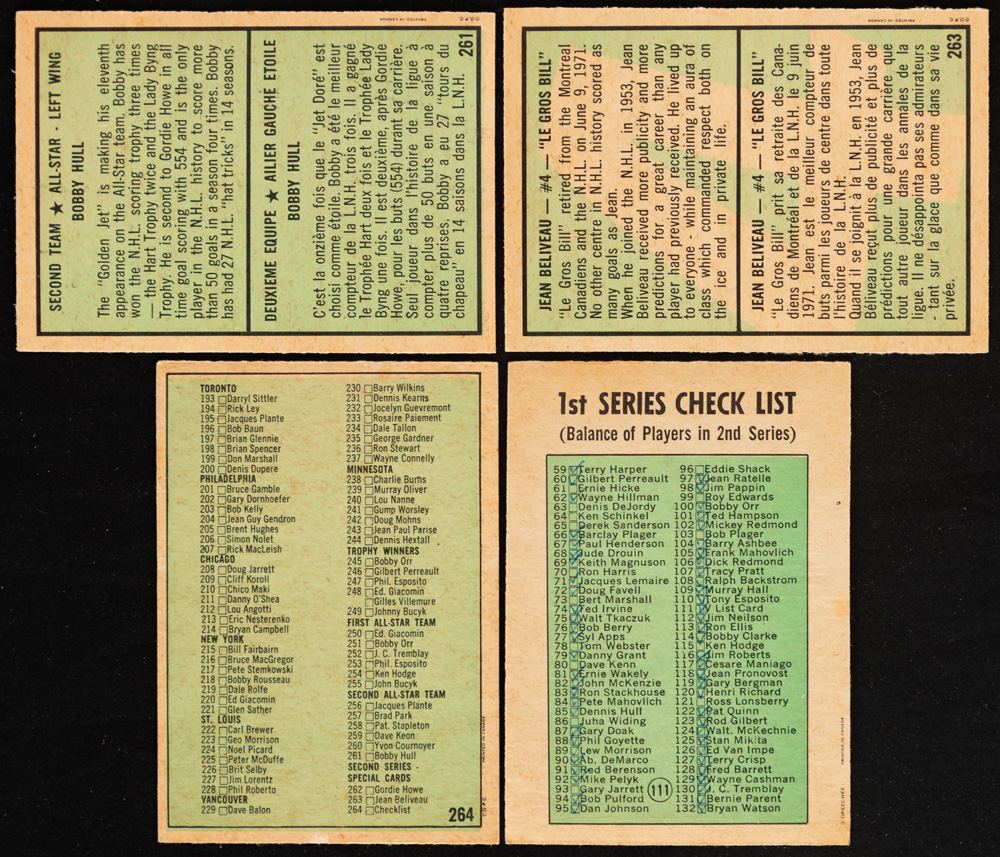 O.P.C. PRINTED IN CANADA
SECOND TEAM ★ ALL-STAR - LEFT WING
BOBBY HULL
The "Golden Jet" is making his eleventh
appearance on the All-Star team. Bobby has
won the N.H.L. scoring trophy three times
— the Hart Trophy twice and the Lady Byng
Trophy. He is second to Gordie Howe in all
time goal scoring with 554 and is the only
player in the N.H.L. history to score more
than 50 goals in a season four times. Bobby
has had 27 N.H.L. "hat tricks" in 14 seasons.
DEUXIEME EQUIPE ★ AILIER GAUCHE ETOILE
BOBBY HULL
C'est la onzième fois que le "Jet Doré" est
choisi comme étoile. Bobby a été le meilleur
compteur de la L.N.H. trois fois. Il a gagné
le Trophée Hart deux fois et le Trophée Lady
Byng une fois. Il est deuxième, après Gordie
Howe, pour les buts (554) durant sa carrière.
Seul joueur dans l'histoire de la ligue à
compter plus de 50 buts en une saison à
quatre reprises. Bobby a eu 27 "tours du
chapeau" en 14 saisons dans la L.N.H.
261
O.P.C. PRINTED IN CANADA
JEAN BELIVEAU — #4 — "LE GROS BILL"
"Le Gros Bill" retired from the Montreal
Canadiens and the N.H.L. on June 9, 1971.
No other centre in N.H.L. history scored as
many goals as Jean.
When he joined the N.H.L. in 1953, Jean
Beliveau received more publicity and more
predictions for a great career than any
player had previously received. He lived up
to everyone - while maintaining an aura of
class which commanded respect both on
the ice and in private life.
JEAN BELIVEAU — #4 — "LE GROS BILL"
"Le Gros Bill" prit sa retraite des Cana-
diens de Montréal et de la L.N.H. le 9 juin
1971. Jean est le meilleur compteur de
buts parmi les joueurs de centre dans toute
l'histoire de la L.N.H.
Quand il se joignit à la L.N.H. en 1953, Jean
Béliveau reçut plus de publicité et plus de
prédictions pour une grande carrière que
tout autre joueur dans les annales de la
ligue. Il ne désappointa pas ses admirateurs
- tant sur la glace que comme dans sa vie
privée.
263
TORONTO
193 Darryl Sittler
194 Rick Ley
195 Jacques Plante
196 Bob Baun
197 Brian Glennie
198 Brian Spencer
199 Don Marshall
200 Denis Dupere
PHILADELPHIA
201 Bruce Gamble
202 Gary Dornhoefer
203 Bob Kelly
204 Jean Guy Gendron
205 Brent Hughes
206 Simon Nolet
207 Rick MacLeish
CHICAGO
208 Doug Jarrett
209 Cliff Koroll
210 Chico Maki
211 Danny O'Shea
212 Lou Angotti
213 Eric Nesterenko
214 Bryan Campbell
NEW YORK
215 Bill Fairbairn
216 Bruce MacGregor
217 Pete Stemkowski
218 Bobby Rousseau
219 Dale Rolfe
220 Ed Giacomin
221 Glen Sather
ST. LOUIS
222 Carl Brewer
223 Geo Morrison
224 Noel Picard
225 Peter McDuffe
226 Brit Selby
227 Jim Lorentz
228 Phil Roberto
VANCOUVER
229 Dave Balon
230 Barry Wilkins
231 Dennis Kearns
232 Jocelyn Guevremont
233 Rosaire Paiement
234 Dale Tallon
235 George Gardner
236 Ron Stewart
237 Wayne Connelly
MINNESOTA
238 Charlie Burns
239 Murray Oliver
240 Lou Nanne
241 Gump Worsley
242 Doug Mohns
243 Jean Paul Parise
244 Dennis Hextall
TROPHY WINNERS
245 Bobby Orr
246 Gilbert Perreault
247 Phil. Esposito
248 Ed. Giacomin
Gilles Villemure
249 Johnny Bucyk
FIRST ALL-STAR TEAM
250 Ed. Giacomin
251 Bobby Orr
252 J. C. Tremblay
253 Phil. Esposito
254 Ken Hodge
255 John Bucyk
SECOND ALL-STAR TEAM
256 Jacques Plante
257 Brad Park
258 Pat. Stapleton
259 Dave Keon
260 Yvon Cournoyer
261 Bobby Hull
SECOND SERIES -
SPECIAL CARDS
262 Gordie Howe
263 Jean Beliveau
264 Checklist
264
O.P.C. PRINTED IN CANADA
1st SERIES CHECK LIST
(Balance of Players in 2nd Series)
59 Terry Harper
60 Gilbert Perreault
61 Ernie Hicke
62 Wayne Hillman
63 Denis DeJordy
64 Ken Schinkel
65 Derek Sanderson
66 Barclay Plager
67 Paul Henderson
68 Jude Drouin
69 Keith Magnuson
70 Ron Harris
71 Jacques Lemaire
72 Doug Favell
73 Bert Marshall
74 Ted Irvine
75 Walt Tkaczuk
76 Bob Berry
77 Syl Apps
78 Tom Webster
79 Danny Grant
80 Dave Keon
81 Ernie Wakely
82 John McKenzie
83 Ron Stackhouse
84 Pete Mahovlich
85 Dennis Hull
86 Juha Widing
87 Gary Doak
88 Phil Goyette
89 Lew Morrison
90 Ab. DeMarco
91 Red Berenson
92 Mike Pelyk
93 Gary Jarrett
94 Bob Pulford
95 Dan Johnson
96 Eddie Shack
97 Jean Ratelle
98 Jim Pappin
99 Roy Edwards
100 Bobby Orr
101 Ted Hampson
102 Mickey Redmond
103 Bob Plager
104 Barry Ashbee
105 Frank Mahovlich
106 Dick Redmond
107 Tracy Pratt
108 Ralph Backstrom
109 Murray Hall
110 Tony Esposito
111 List Card
112 Jim Neilson
113 Ron Ellis
114 Bobby Clarke
115 Ken Hodge
116 Jim Roberts
117 Cesare Maniago
118 Jean Pronovost
119 Gary Bergman
120 Henri Richard
121 Ross Lonsberry
122 Pat Quinn
123 Rod Gilbert
124 Walt. McKechnie
125 Stan Mikita
126 Ed Van Impe
127 Terry Crisp
128 Fred Barrett
129 Wayne Cashman
130 J. C. Tremblay
131 Bernie Parent
132 Bryan Watson
111
PRINTED IN CANADA